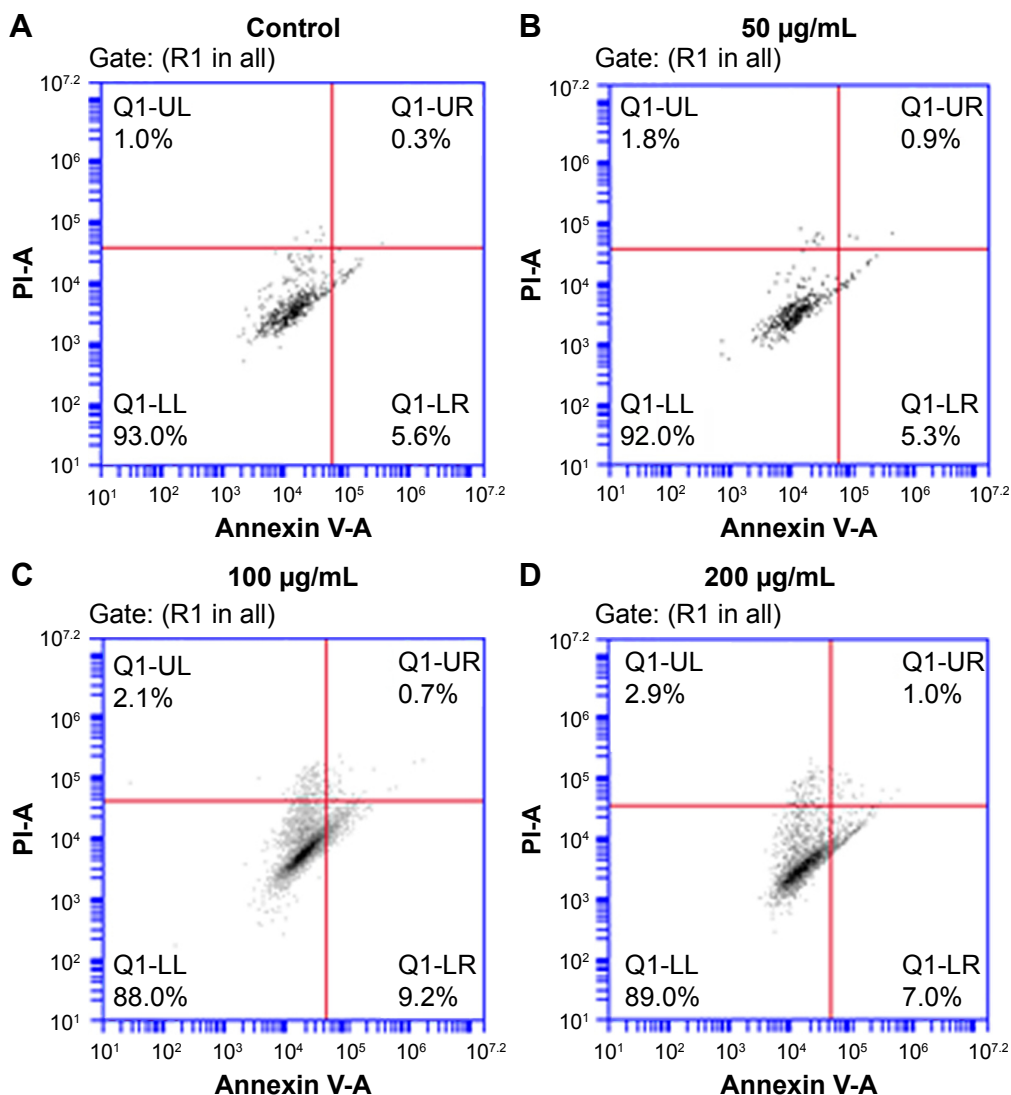 A
Control
Gate: (R1 in all)
10^7.2
10^6
10^5
10^4
10^3
10^2
10^1
PI-A
Q1-UL
1.0%
Q1-UR
0.3%
Q1-LL
93.0%
Q1-LR
5.6%
10^1 10^2 10^3 10^4 10^5 10^6 10^7.2
Annexin V-A
B
50 µg/mL
Gate: (R1 in all)
10^7.2
10^6
10^5
10^4
10^3
10^2
10^1
PI-A
Q1-UL
1.8%
Q1-UR
0.9%
Q1-LL
92.0%
Q1-LR
5.3%
10^1 10^2 10^3 10^4 10^5 10^6 10^7.2
Annexin V-A
C
100 µg/mL
Gate: (R1 in all)
10^7.2
10^6
10^5
10^4
10^3
10^2
10^1
PI-A
Q1-UL
2.1%
Q1-UR
0.7%
Q1-LL
88.0%
Q1-LR
9.2%
10^1 10^2 10^3 10^4 10^5 10^6 10^7.2
Annexin V-A
D
200 µg/mL
Gate: (R1 in all)
10^7.2
10^6
10^5
10^4
10^3
10^2
10^1
PI-A
Q1-UL
2.9%
Q1-UR
1.0%
Q1-LL
89.0%
Q1-LR
7.0%
10^1 10^2 10^3 10^4 10^5 10^6 10^7.2
Annexin V-A